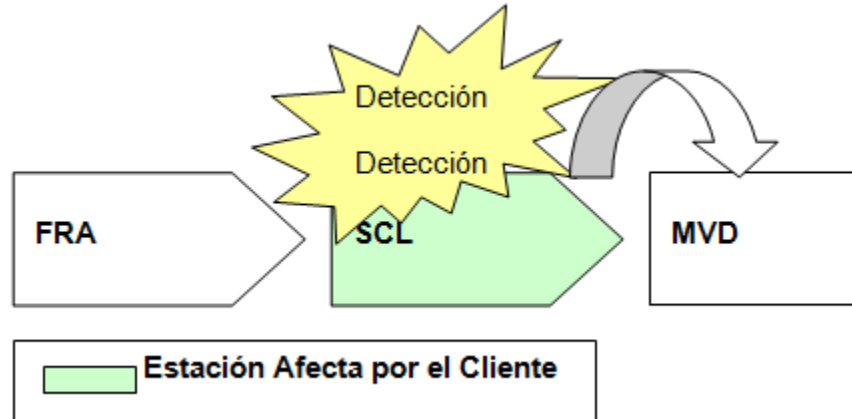 Detección
Detección
FRA
SCL
MVD
Estación Afecta por el Cliente